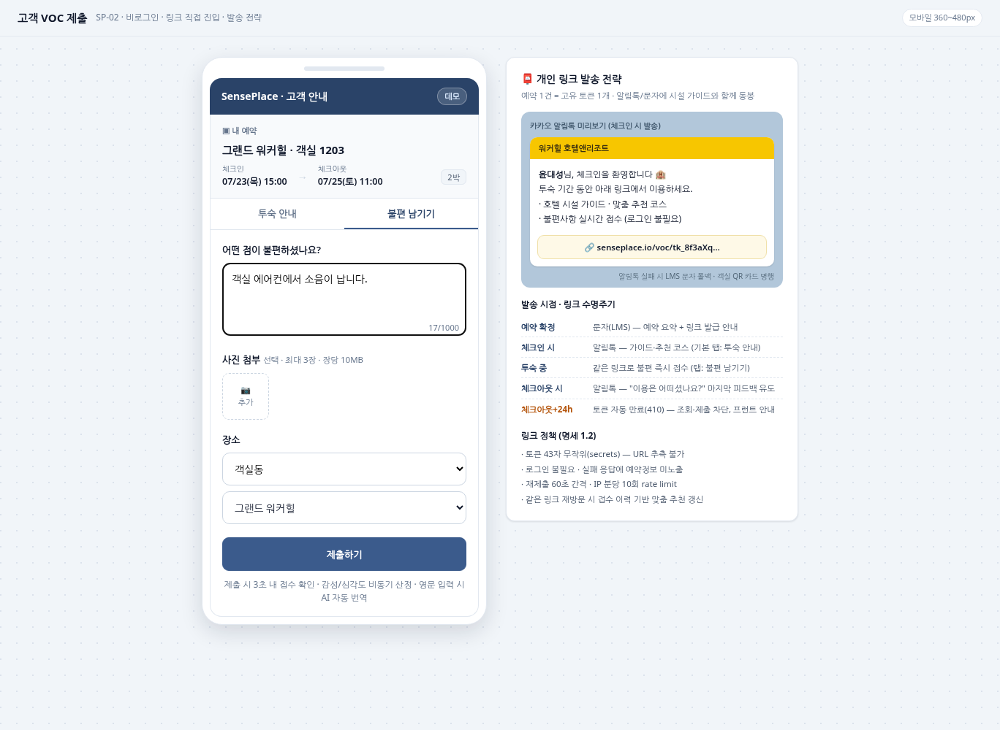 고객 VOC 제출
SP-02 · 비로그인 · 링크 직접 진입 · 발송 전략
모바일 360~480px
SensePlace · 고객 안내
데모
▣ 내 예약
그랜드 워커힐 · 객실 1203
체크인
체크아웃
07/23(목) 15:00
→
07/25(토) 11:00
2박
투숙 안내
불편 남기기
어떤 점이 불편하셨나요?
객실 에어컨에서 소음이 납니다.
17/1000
사진 첨부 선택 · 최대 3장 · 장당 10MB
추가
장소
객실동
그랜드 워커힐
제출하기
제출 시 3초 내 접수 확인 · 감성/심각도 비동기 산정 · 영문 입력 시
AI 자동 번역
📮 개인 링크 발송 전략
예약 1건 = 고유 토큰 1개 · 알림톡/문자에 시설 가이드와 함께 동봉
카카오 알림톡 미리보기 (체크인 시 발송)
워커힐 호텔앤리조트
윤대성님, 체크인을 환영합니다 🏨
투숙 기간 동안 아래 링크에서 이용하세요.
· 호텔 시설 가이드 · 맞춤 추천 코스
· 불편사항 실시간 접수 (로그인 불필요)
🔗 senseplace.io/voc/tk_8f3aXq…
알림톡 실패 시 LMS 문자 폴백 · 객실 QR 카드 병행
발송 시점 · 링크 수명주기
예약 확정 문자(LMS) — 예약 요약 + 링크 발급 안내
체크인 시 알림톡 — 가이드·추천 코스 (기본 탭: 투숙 안내)
투숙 중 같은 링크로 불편 즉시 접수 (탭: 불편 남기기)
체크아웃 시 알림톡 — "이용은 어떠셨나요?" 마지막 피드백 유도
체크아웃+24h 토큰 자동 만료(410) — 조회·제출 차단, 프런트 안내
링크 정책 (명세 1.2)
· 토큰 43자 무작위(secrets) — URL 추측 불가
· 로그인 불필요 · 실패 응답에 예약정보 미노출
· 재제출 60초 간격 · IP 분당 10회 rate limit
· 같은 링크 재방문 시 접수 이력 기반 맞춤 추천 갱신